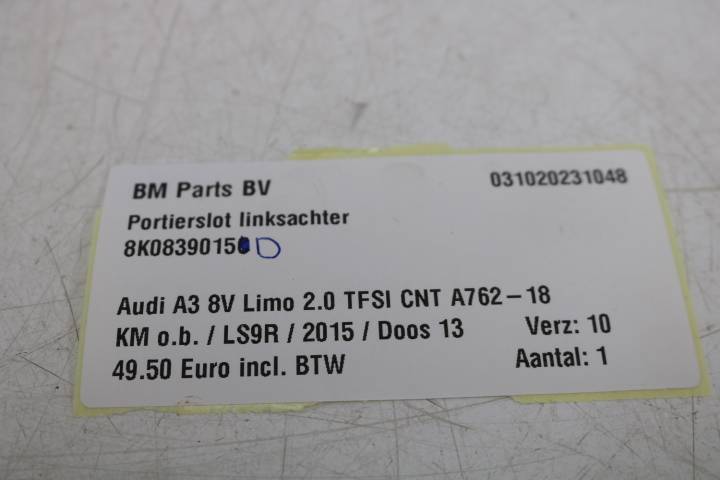 BM Parts BV
031020231048
Portierslot linksachter
8K0839015 D
Audi A3 8V Limo 2.0 TFSI CNT A762-18
KM o.b. / LS9R / 2015 / Doos 13 Verz: 10
49.50 Euro incl. BTW Aantal: 1